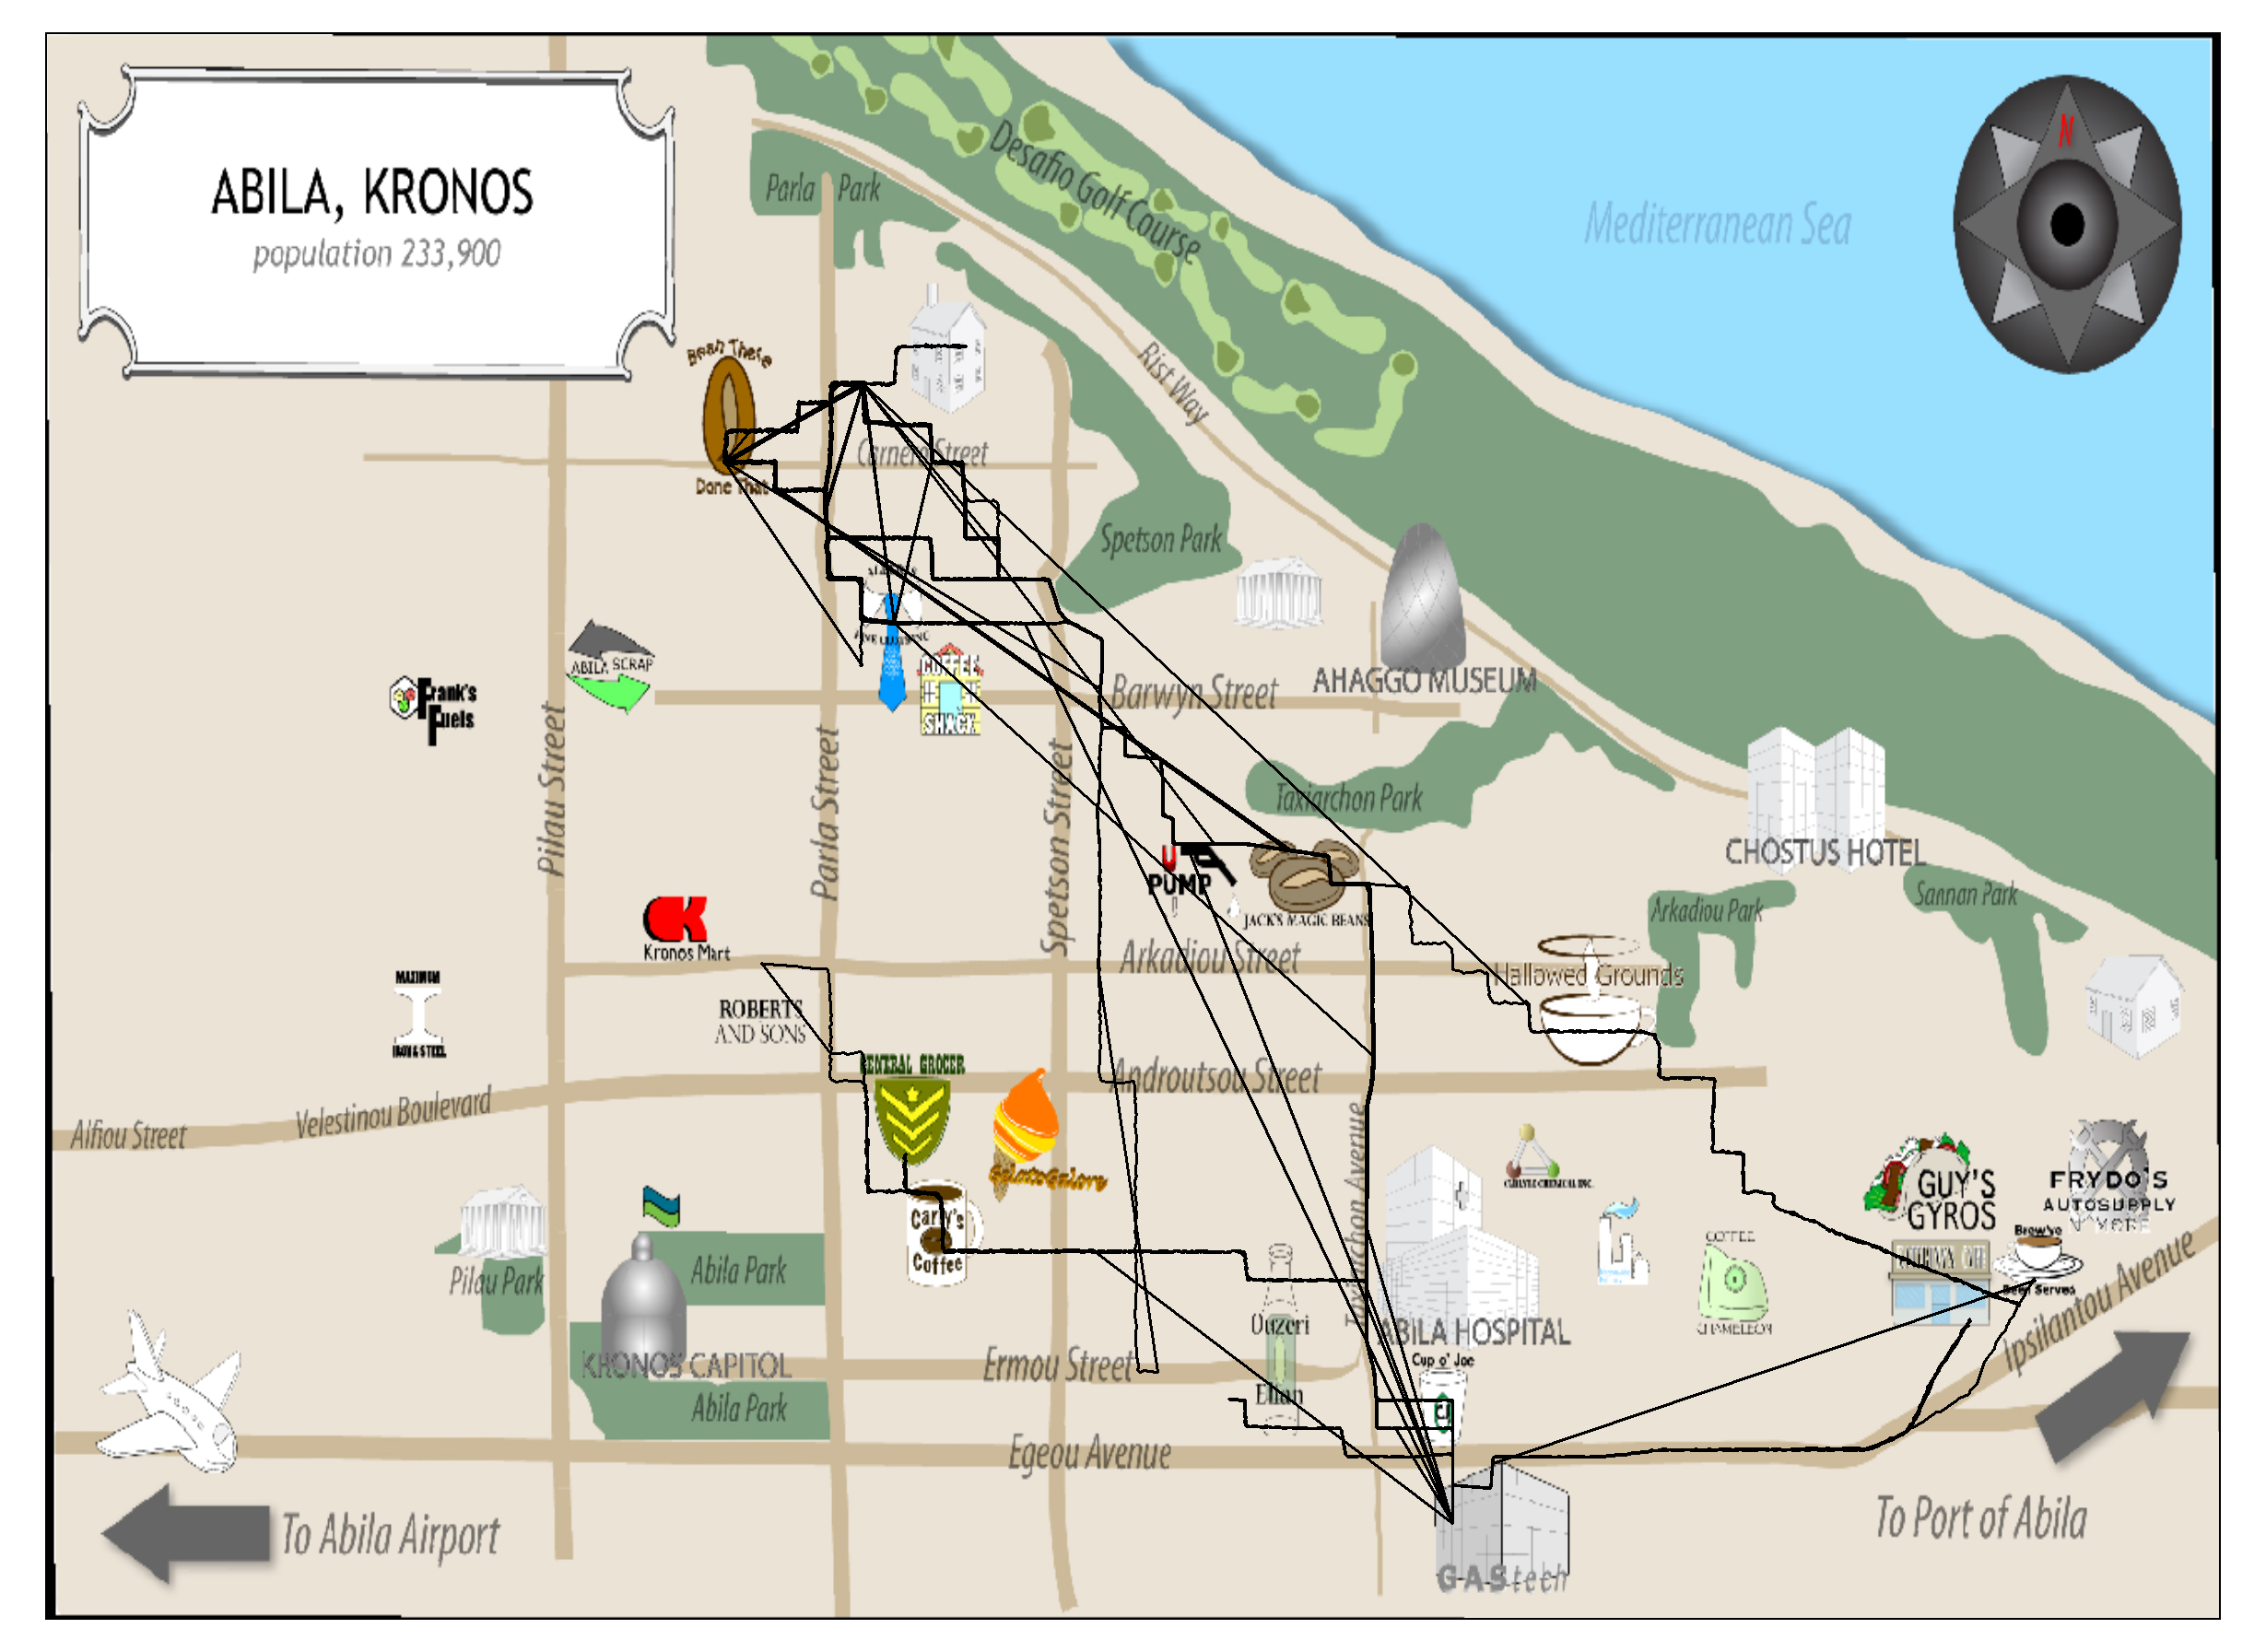 N
ABILA, KRONOS
population 233,900
Parla Park
Desafio Golf Course
Mediterranean Sea
Bean There
Done That
Rist Way
Carnero Street
Spetson Park
ABILA SCRAP
COFFEE
SHACK
Frank's
Fuels
Barwyn Street
AHAGGO MUSEUM
Pilau Street
Parla Street
Spetson Street
Taxiarchon Park
CHOSTUS HOTEL
U
PUMP
JACK'S MAGIC BEANS
Arkadiou Park
Sannan Park
Kronos Mart
Arkadiou Street
Hallowed Grounds
MAXIMUM
IRON & STEEL
ROBERTS
AND SONS
GENERAL GROCER
Androutsou Street
Alfiou Street
Velestinou Boulevard
GelatoGalore
Taxiarchon Avenue
GUY'S
GYROS
FRYDO'S
AUTOSUPPLY
N' MORE
Carly's
Coffee
COFFEE
CHAMELEON
Brew've
Been Served
Ipsilantou Avenue
Pilau Park
Abila Park
Ouzeri
Elian
ABILA HOSPITAL
KRONOS CAPITOL
Ermou Street
Cup o' Joe
CJ
Abila Park
Egeou Avenue
To Abila Airport
To Port of Abila
GAStech